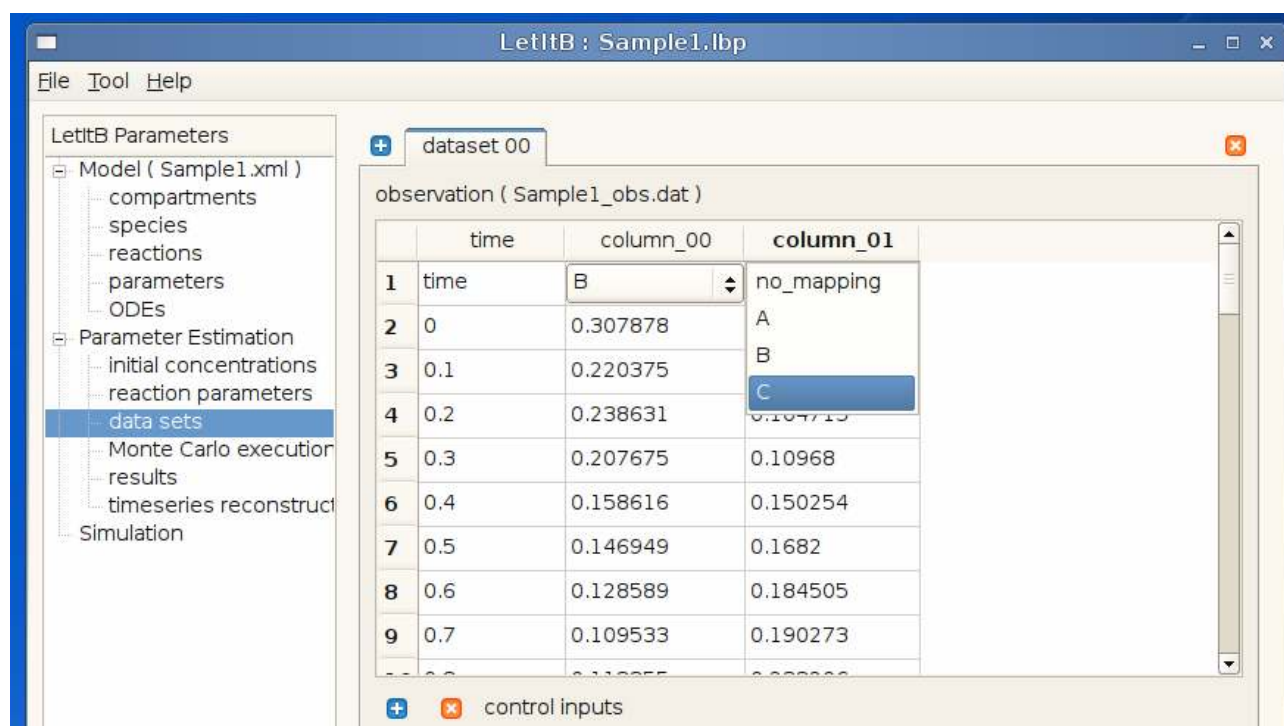 LetItB : Sample1.lbp
File Tool Help
LetItB Parameters
Model ( Sample1.xml )
compartments
species
reactions
parameters
ODEs
Parameter Estimation
initial concentrations
reaction parameters
data sets
Monte Carlo execution
results
timeseries reconstruct
Simulation
dataset 00
observation ( Sample1_obs.dat )
time column_00 column_01
1 time B no_mapping
A
B
C
2 0 0.307878
3 0.1 0.220375
4 0.2 0.238631
5 0.3 0.207675 0.10968
6 0.4 0.158616 0.150254
7 0.5 0.146949 0.1682
8 0.6 0.128589 0.184505
9 0.7 0.109533 0.190273
control inputs